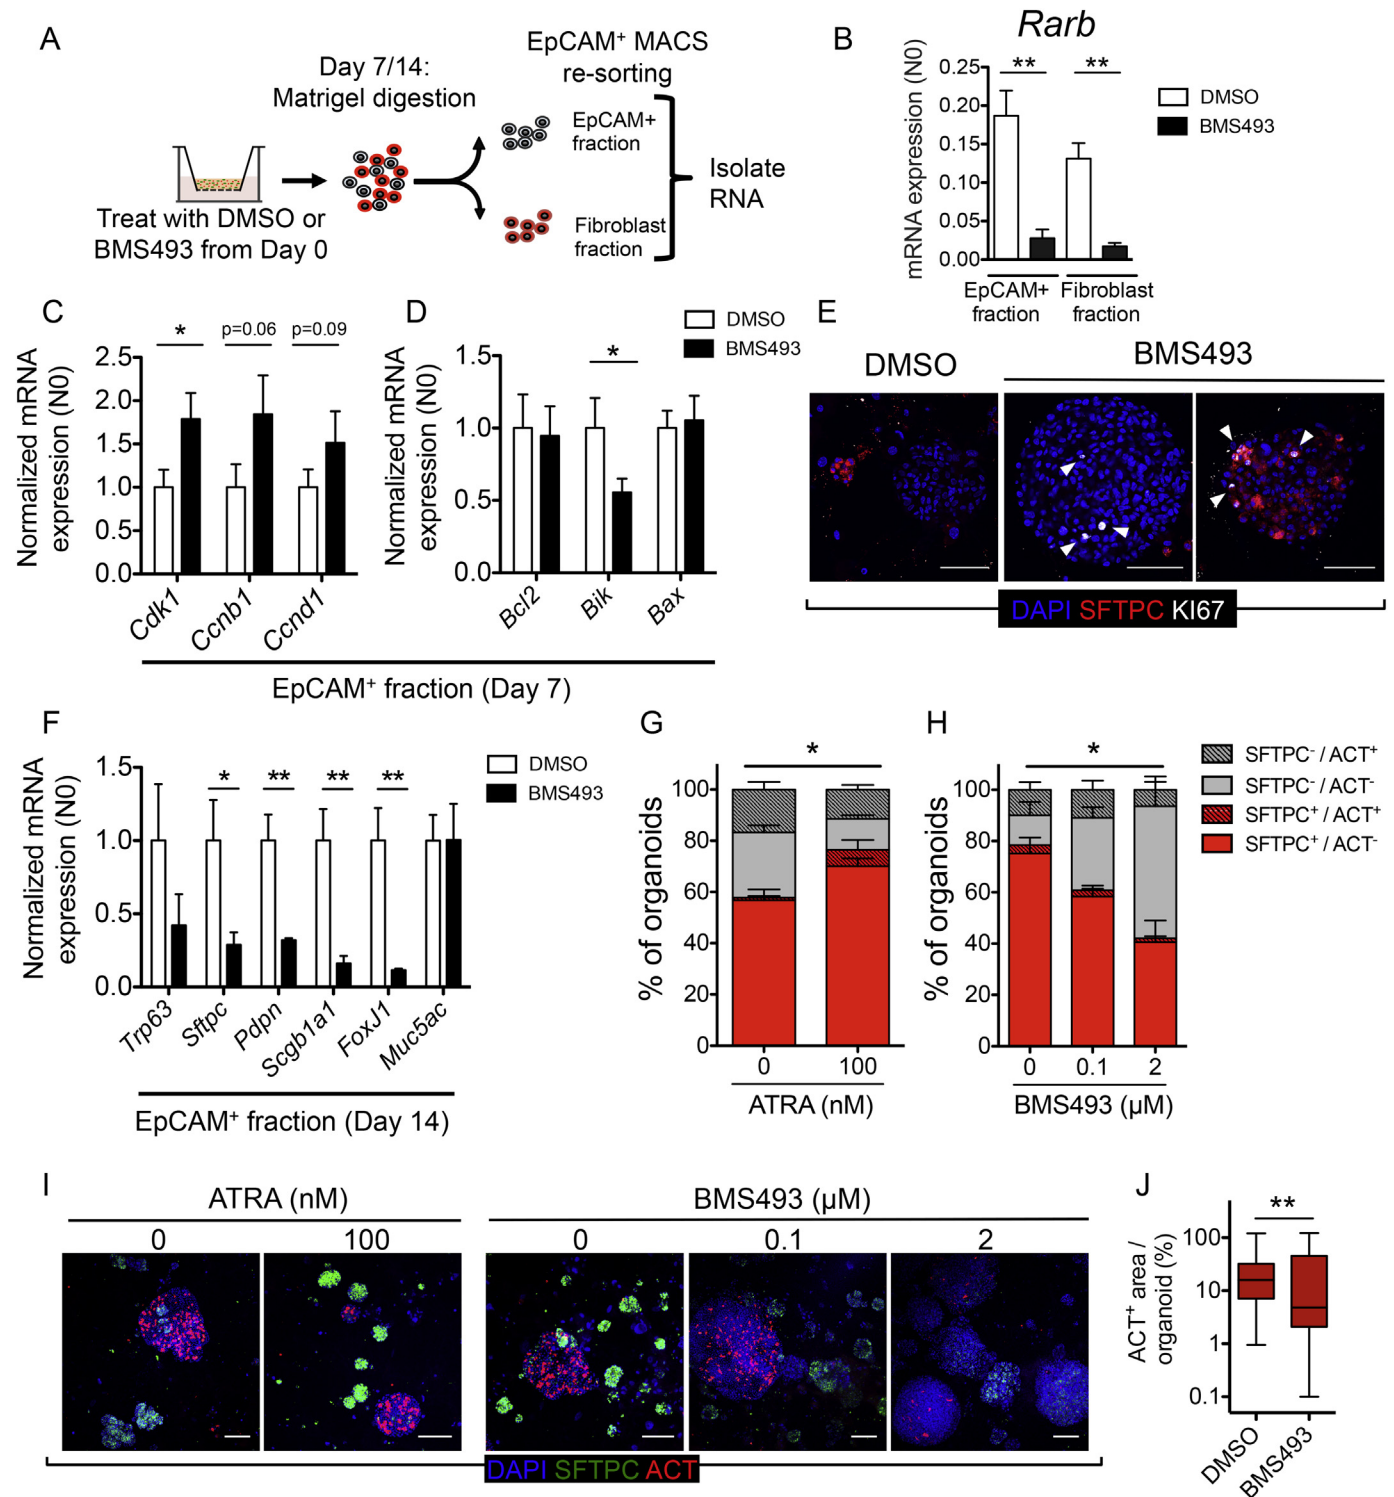 A
Day 7/14:
Matrigel digestion
EpCAM⁺ MACS
re-sorting
EpCAM+
fraction
Fibroblast
fraction
Isolate
RNA
Treat with DMSO or
BMS493 from Day 0
B
Rarb
mRNA expression (N0)
0.25
0.20
0.15
0.10
0.05
0.00
**
**
EpCAM+
fraction
Fibroblast
fraction
DMSO
BMS493
C
Normalized mRNA
expression (N0)
2.5
2.0
1.5
1.0
0.5
0.0
*
p=0.06
p=0.09
Cdk1
Ccnb1
Ccnd1
D
DMSO
BMS493
Normalized mRNA
expression (N0)
1.5
1.0
0.5
0.0
*
Bcl2
Bik
Bax
EpCAM⁺ fraction (Day 7)
E
DMSO
BMS493
DAPI SFTPC KI67
F
Normalized mRNA
expression (N0)
1.5
1.0
0.5
0.0
*
**
**
**
Trp63
Sftpc
Pdpn
Scgb1a1
FoxJ1
Muc5ac
DMSO
BMS493
EpCAM⁺ fraction (Day 14)
G
% of organoids
100
80
60
40
20
0
*
0
100
ATRA (nM)
H
% of organoids
100
80
60
40
20
0
*
0
0.1
2
BMS493 (µM)
SFTPC⁻ / ACT⁺
SFTPC⁻ / ACT⁻
SFTPC⁺ / ACT⁺
SFTPC⁺ / ACT⁻
I
ATRA (nM)
0
100
BMS493 (µM)
0
0.1
2
DAPI SFTPC ACT
J
ACT⁺ area /
organoid (%)
100
10
1
0.1
**
DMSO
BMS493